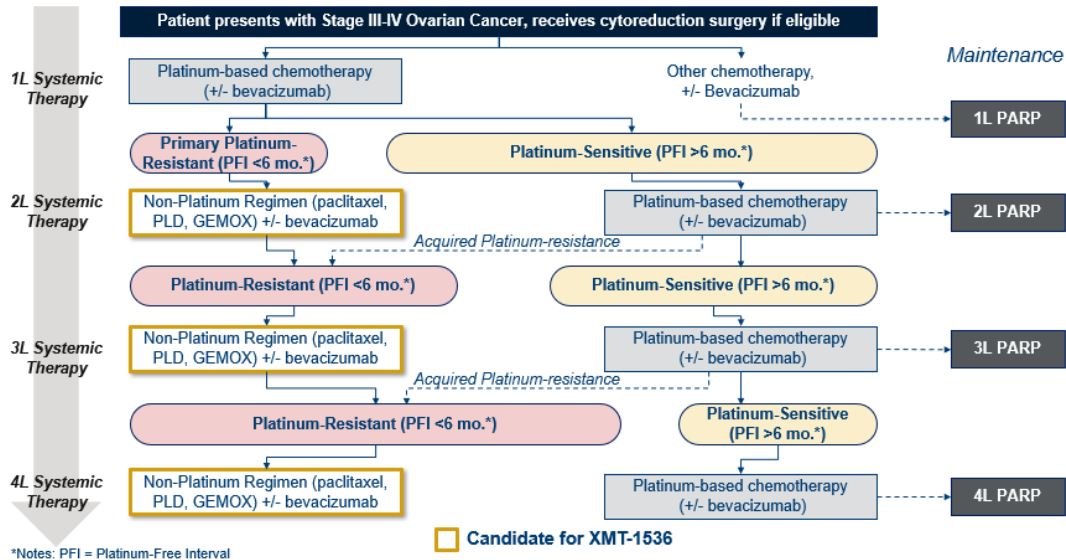 Patient presents with Stage III-IV Ovarian Cancer, receives cytoreduction surgery if eligible
Maintenance
1L Systemic
Therapy
Platinum-based chemotherapy
(+/- bevacizumab)
Other chemotherapy,
+/- Bevacizumab
1L PARP
Primary Platinum-
Resistant (PFI <6 mo.*)
Platinum-Sensitive (PFI >6 mo.*)
2L Systemic
Therapy
Non-Platinum Regimen (paclitaxel,
PLD, GEMOX) +/- bevacizumab
Platinum-based chemotherapy
(+/- bevacizumab)
2L PARP
Acquired Platinum-resistance
Platinum-Resistant (PFI <6 mo.*)
Platinum-Sensitive (PFI >6 mo.*)
3L Systemic
Therapy
Non-Platinum Regimen (paclitaxel,
PLD, GEMOX) +/- bevacizumab
Platinum-based chemotherapy
(+/- bevacizumab)
3L PARP
Acquired Platinum-resistance
Platinum-Resistant (PFI <6 mo.*)
Platinum-Sensitive
(PFI >6 mo.*)
4L Systemic
Therapy
Non-Platinum Regimen (paclitaxel,
PLD, GEMOX) +/- bevacizumab
Platinum-based chemotherapy
(+/- bevacizumab)
4L PARP
Candidate for XMT-1536
*Notes: PFI = Platinum-Free Interval